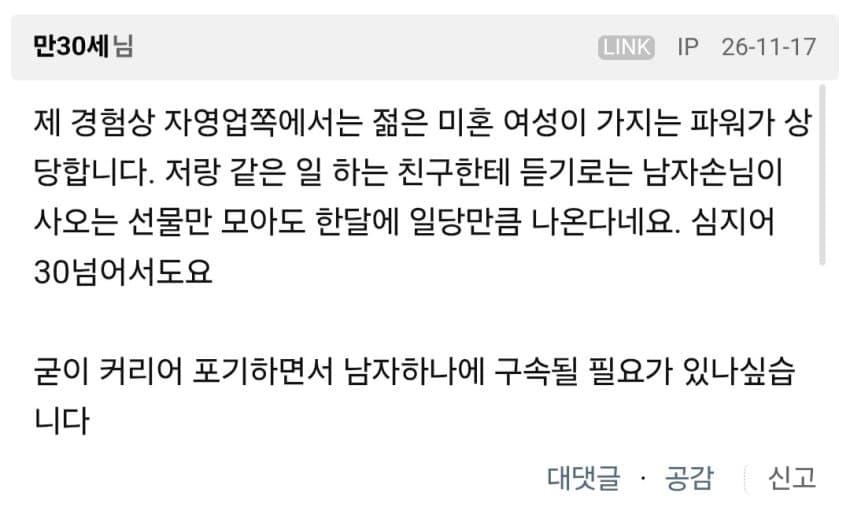 만30세님 LINK IP 26-11-17
제 경험상 자영업쪽에서는 젊은 미혼 여성이 가지는 파워가 상
당합니다. 저랑 같은 일 하는 친구한테 듣기로는 남자손님이
사오는 선물만 모아도 한달에 일당만큼 나온다네요. 심지어
30넘어서도요
굳이 커리어 포기하면서 남자하나에 구속될 필요가 있나싶습
니다
대댓글 · 공감 신고